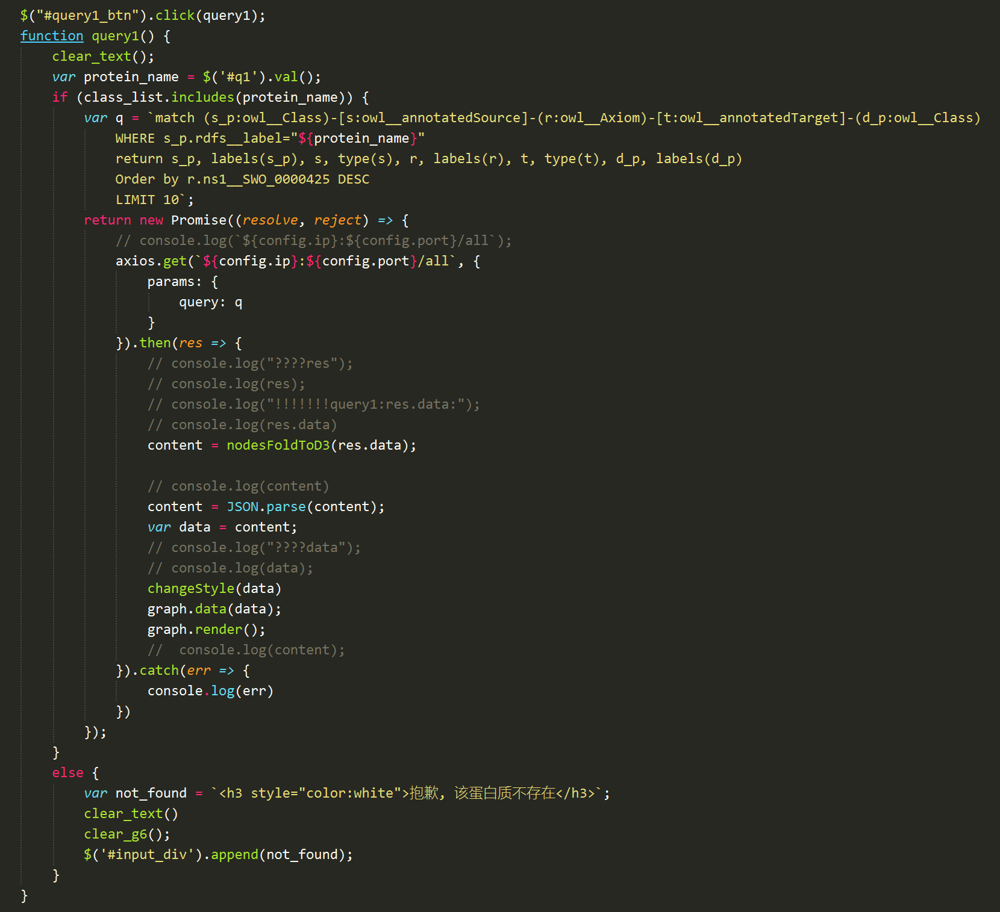 $("#query1_btn").click(query1);
function query1() {
    clear_text();
    var protein_name = $('#q1').val();
    if (class_list.includes(protein_name)) {
        var q = `match (s_p:owl__Class)-[s:owl__annotatedSource]-(r:owl__Axiom)-[t:owl__annotatedTarget]-(d_p:owl__Class)
            WHERE s_p.rdfs__label="${protein_name}"
            return s_p, labels(s_p), s, type(s), r, labels(r), t, type(t), d_p, labels(d_p)
            Order by r.ns1__SWO_0000425 DESC
            LIMIT 10`;
        return new Promise((resolve, reject) => {
            // console.log(`${config.ip}:${config.port}/all`);
            axios.get(`${config.ip}:${config.port}/all`, {
                params: {
                    query: q
                }
            }).then(res => {
                // console.log("????res");
                // console.log(res);
                // console.log("!!!!!!!query1:res.data:");
                // console.log(res.data)
                content = nodesFoldToD3(res.data);

                // console.log(content)
                content = JSON.parse(content);
                var data = content;
                // console.log("????data");
                // console.log(data);
                changeStyle(data)
                graph.data(data);
                graph.render();
                //  console.log(content);
            }).catch(err => {
                console.log(err)
            })
        });
    }
    else {
        var not_found = `<h3 style="color:white">抱歉, 该蛋白质不存在</h3>`;
        clear_text()
        clear_g6();
        $('#input_div').append(not_found);
    }
}